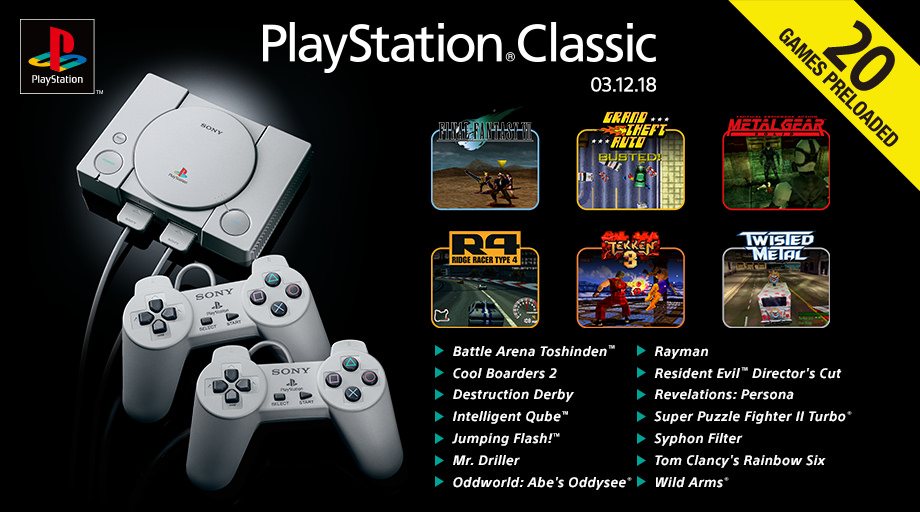 PlayStation
TM
PlayStation®Classic
03.12.18
20
GAMES PRELOADED
SONY
PlayStation
FINAL FANTASY VII
GRAND
THEFT
AUTO
BUSTED!
METAL GEAR
R4
RIDGE RACER TYPE 4
TEKKEN
3
TWISTED
METAL
SONY
PlayStation
SELECT START
SONY
PlayStation
SELECT START
Battle Arena Toshinden™
Cool Boarders 2
Destruction Derby
Intelligent Qube™
Jumping Flash!™
Mr. Driller
Oddworld: Abe's Oddysee®
Rayman
Resident Evil™ Director's Cut
Revelations: Persona
Super Puzzle Fighter II Turbo®
Syphon Filter
Tom Clancy's Rainbow Six
Wild Arms®